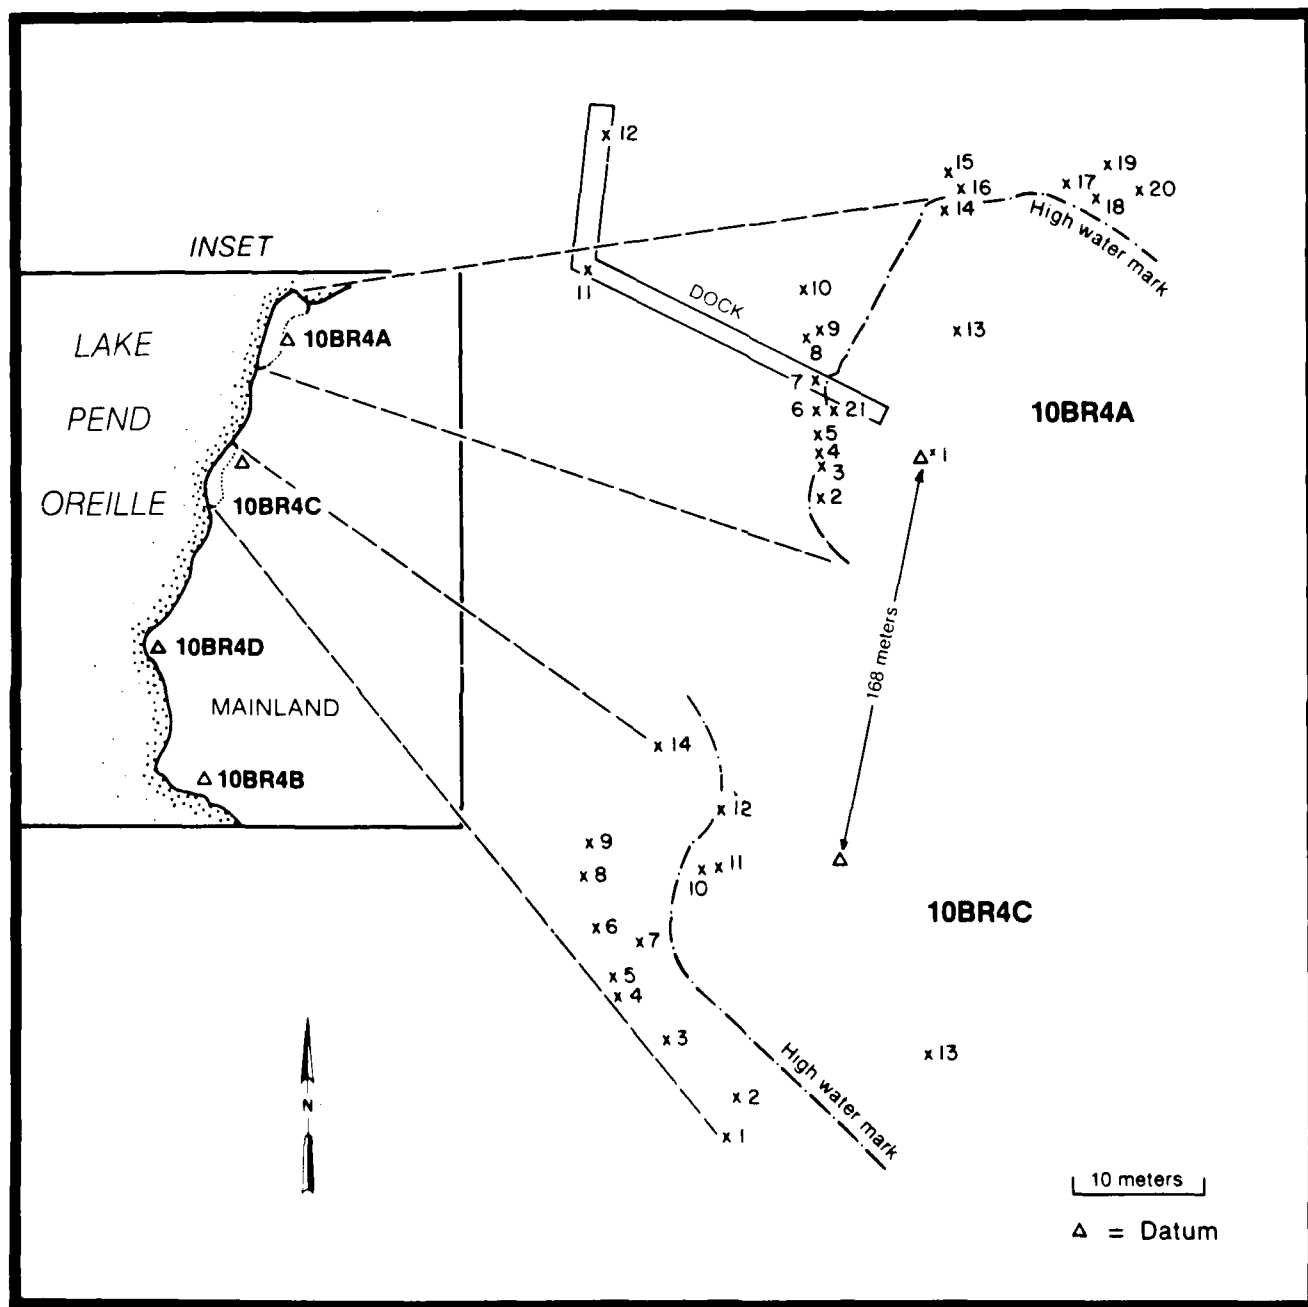 INSET
LAKE
PEND
OREILLE
10BR4A
10BR4C
10BR4D
MAINLAND
10BR4B
12
11
DOCK
10
9
8
7
6
21
5
4
3
2
15
16
14
17
19
18
20
High water mark
13
10BR4A
1
168 meters
14
12
9
8
11
10
6
7
5
4
3
2
1
10BR4C
13
High water mark
N
10 meters
Δ = Datum